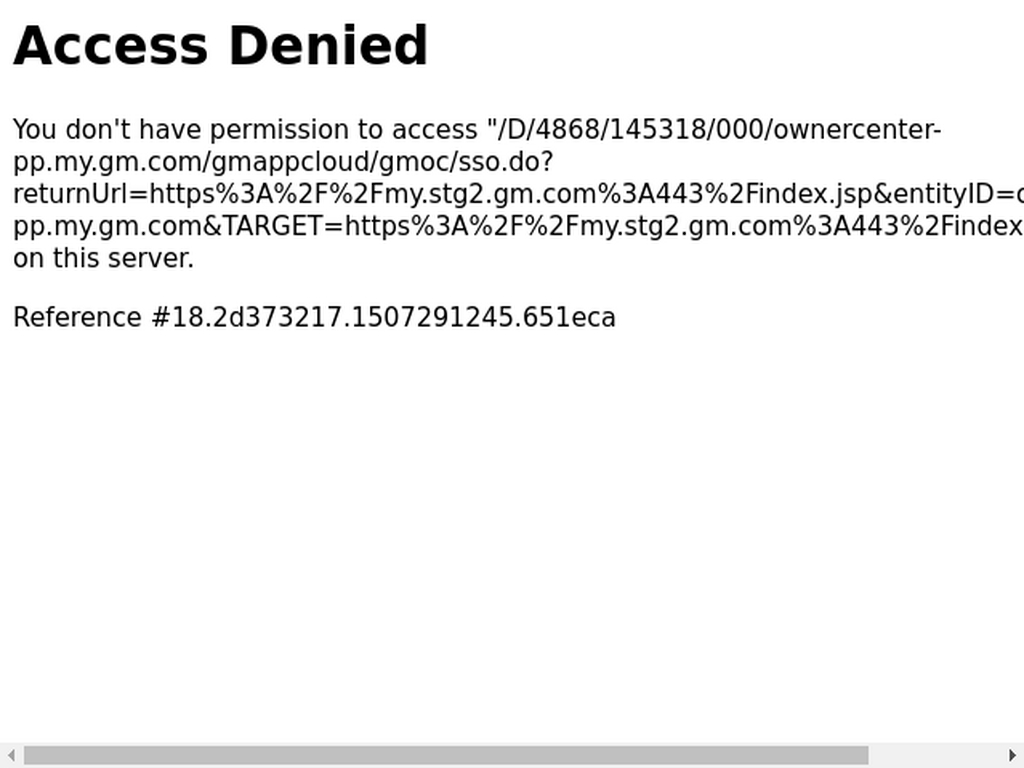 Access Denied
You don't have permission to access "/D/4868/145318/000/ownercenter-
pp.my.gm.com/gmappcloud/gmoc/sso.do?
returnUrl=https%3A%2F%2Fmy.stg2.gm.com%3A443%2Findex.jsp&entityID=
pp.my.gm.com&TARGET=https%3A%2F%2Fmy.stg2.gm.com%3A443%2Findex
on this server.
Reference #18.2d373217.1507291245.651eca